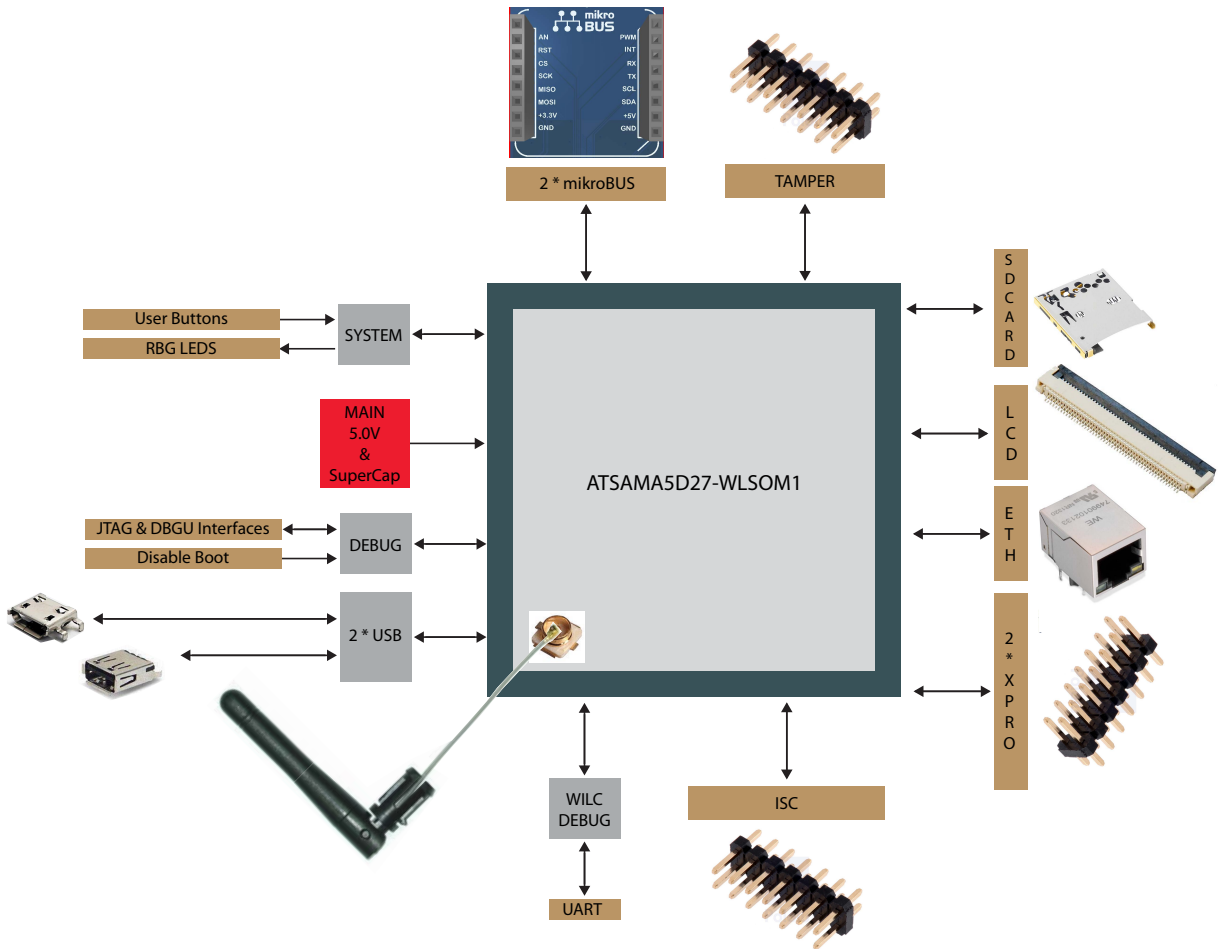 mikro
BUS
AN
RST
CS
SCK
MISO
MOSI
+3.3V
GND
PWM
INT
RX
TX
SCL
SDA
+5V
GND
2 * mikroBUS
TAMPER
User Buttons
RBG LEDS
SYSTEM
MAIN
5.0V
&
SuperCap
JTAG & DBGU Interfaces
Disable Boot
DEBUG
2 * USB
ATSAMA5D27-WLSOM1
S
D
C
A
R
D
L
C
D
E
T
H
WE
7499010213
2
*
X
P
R
O
WILC
DEBUG
UART
ISC